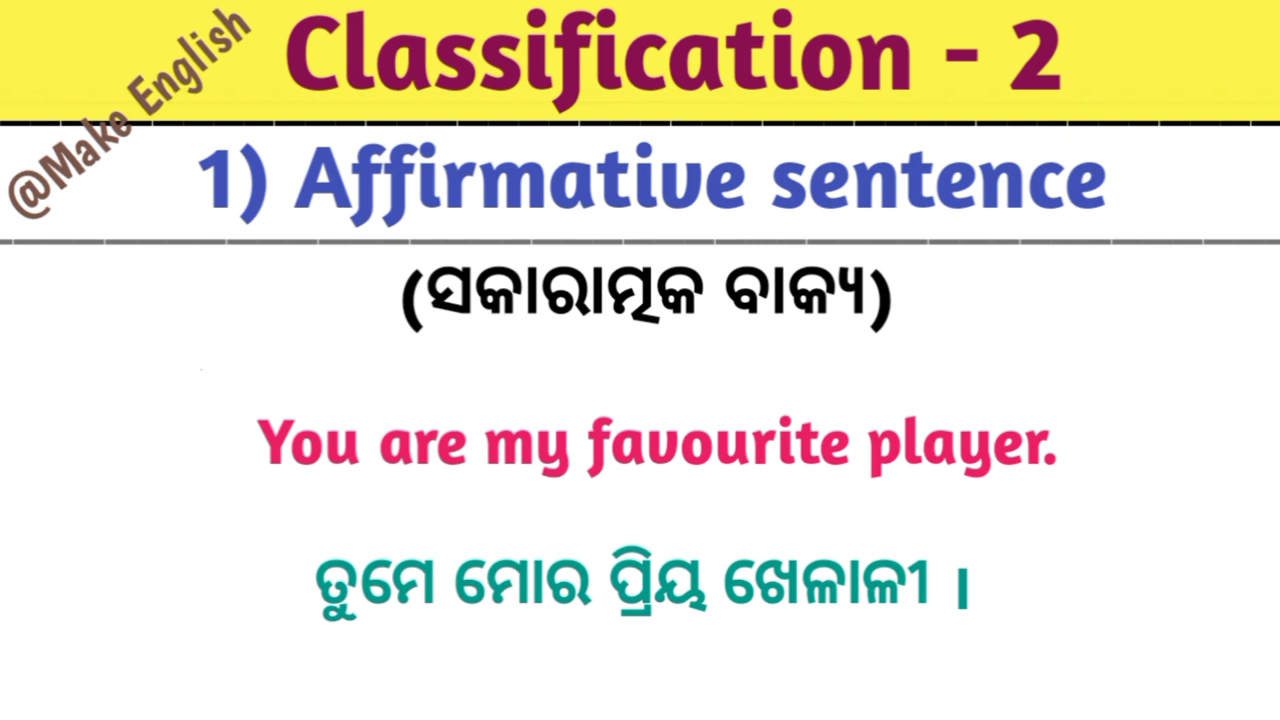 @Make English
Classification - 2
1) Affirmative sentence
(ସକାରାତ୍ମକ ବାକ୍ୟ)
You are my favourite player.
ତୁମେ ମୋର ପ୍ରିୟ ଖେଳାଳୀ ।